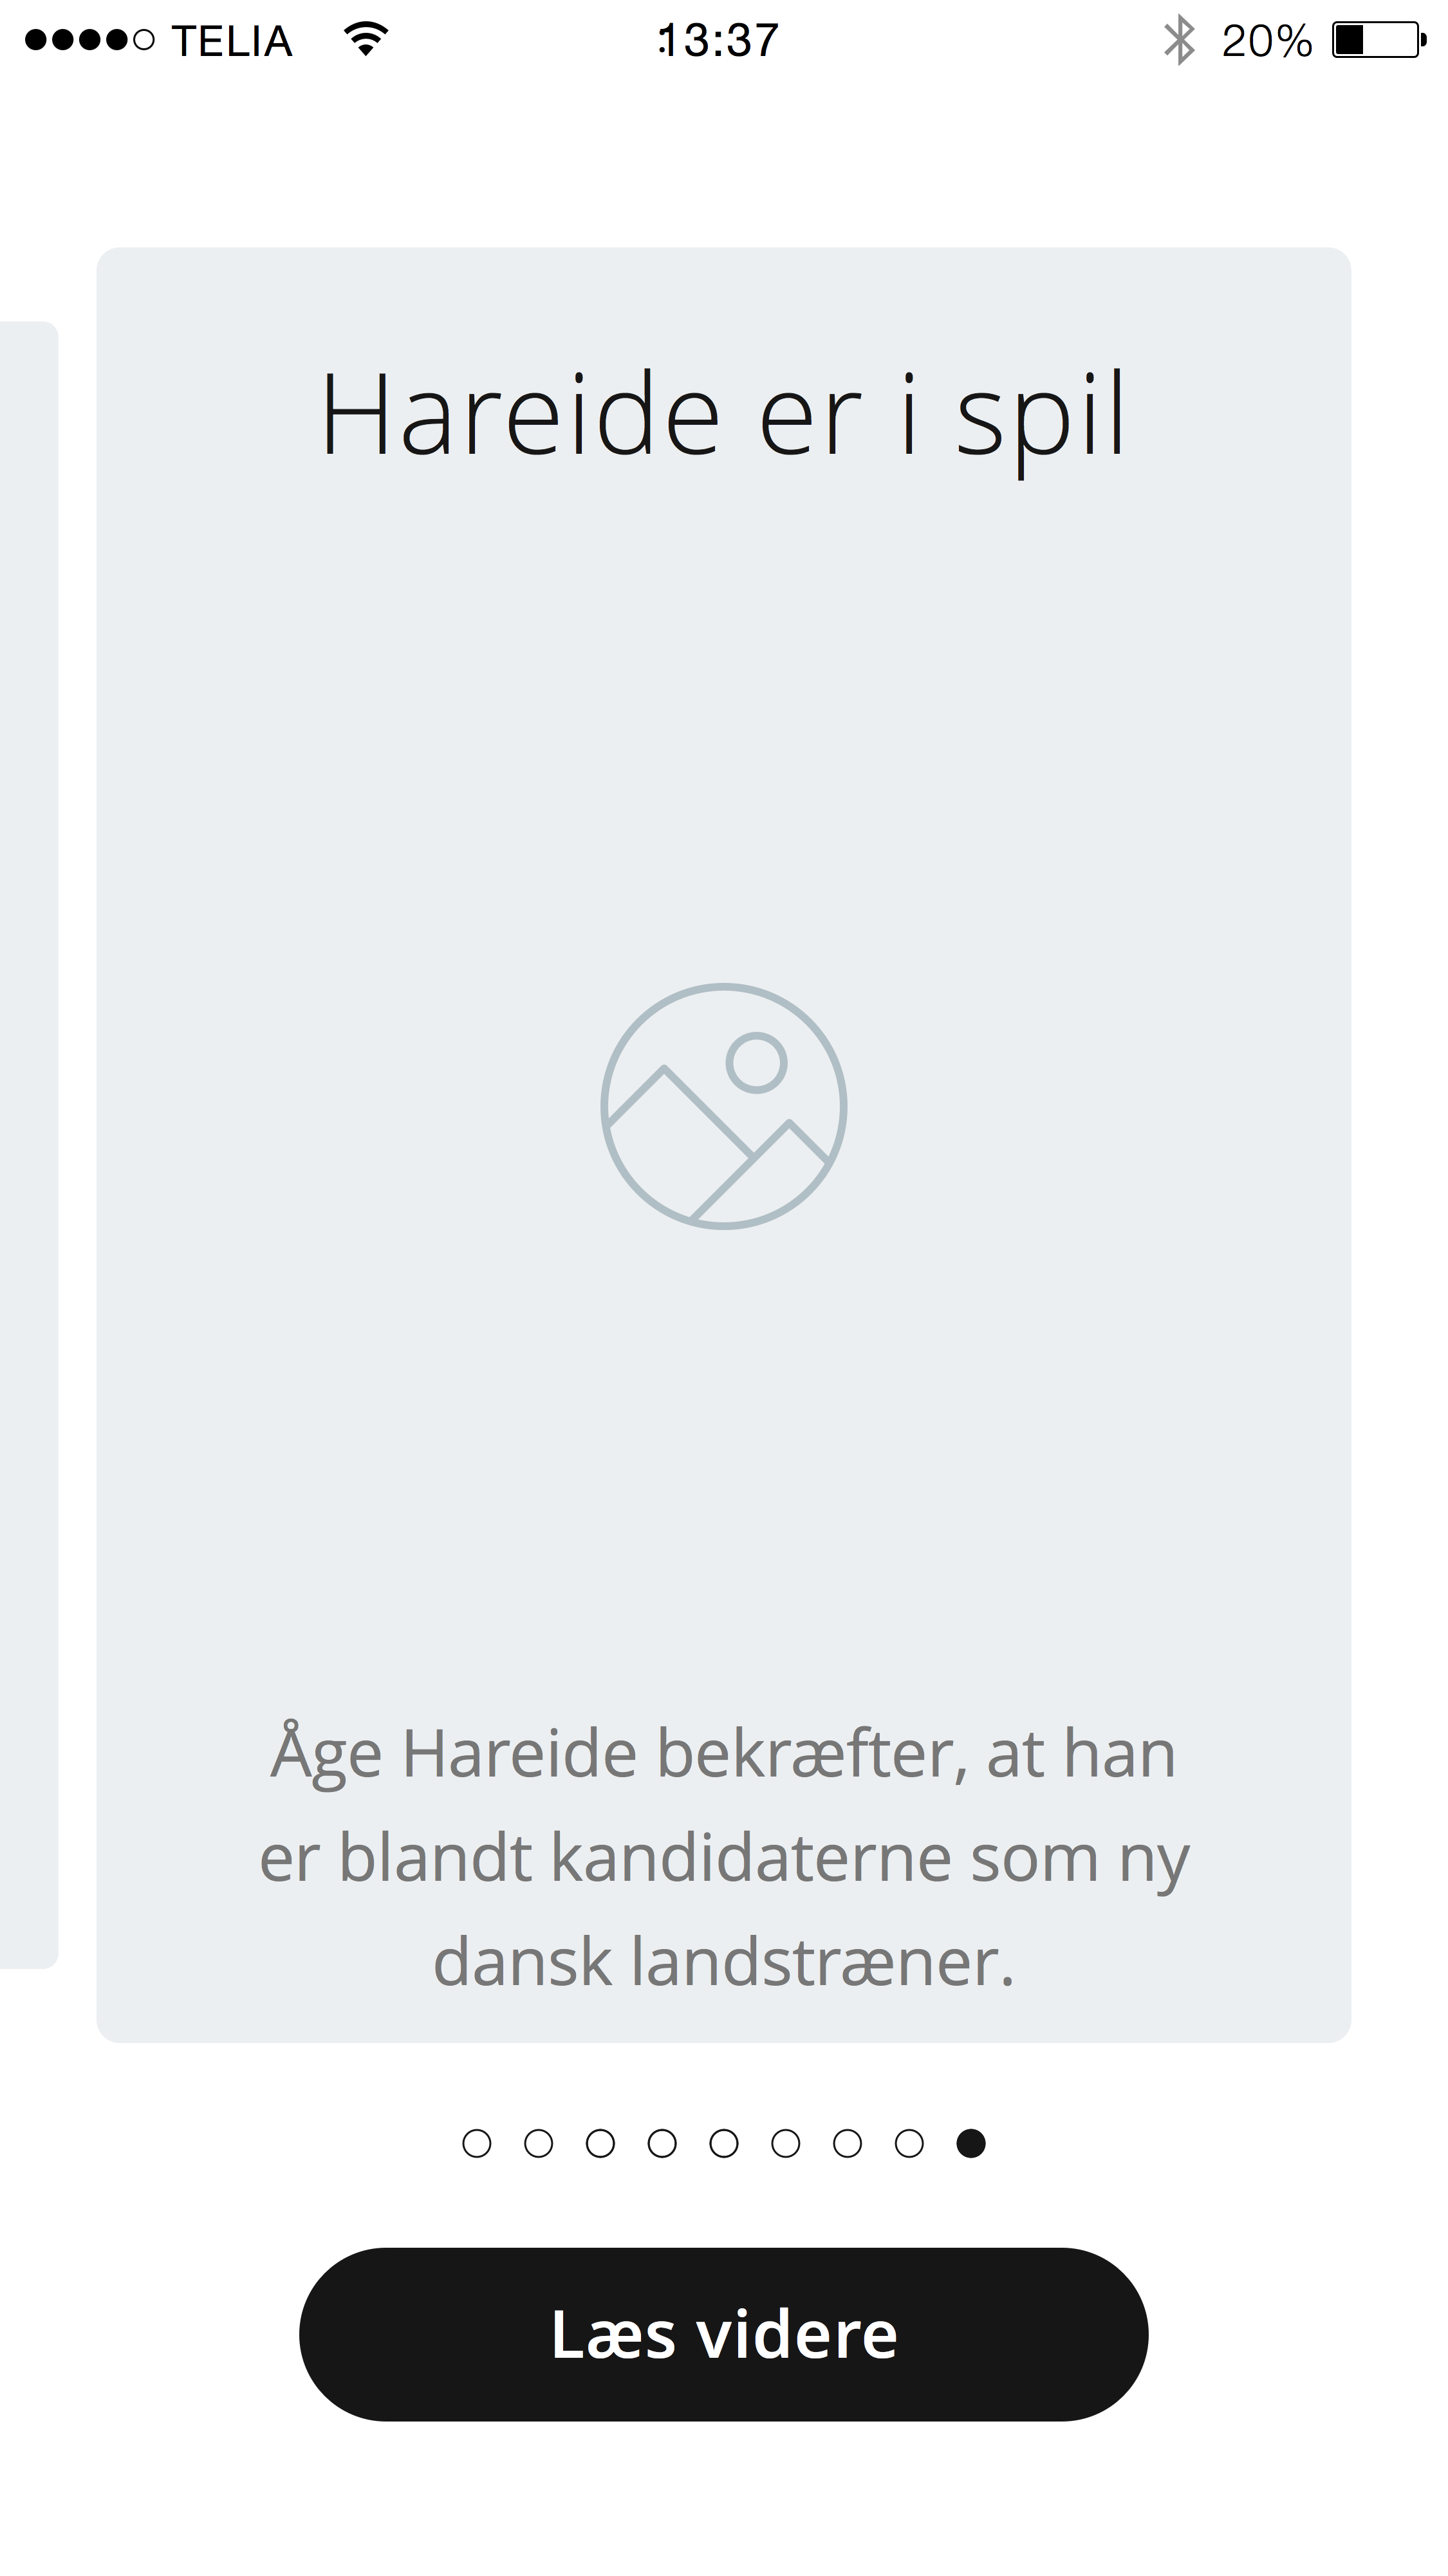 TELIA 13:37 20%
Hareide er i spil
Åge Hareide bekræfter, at han
er blandt kandidaterne som ny
dansk landstræner.
Læs videre